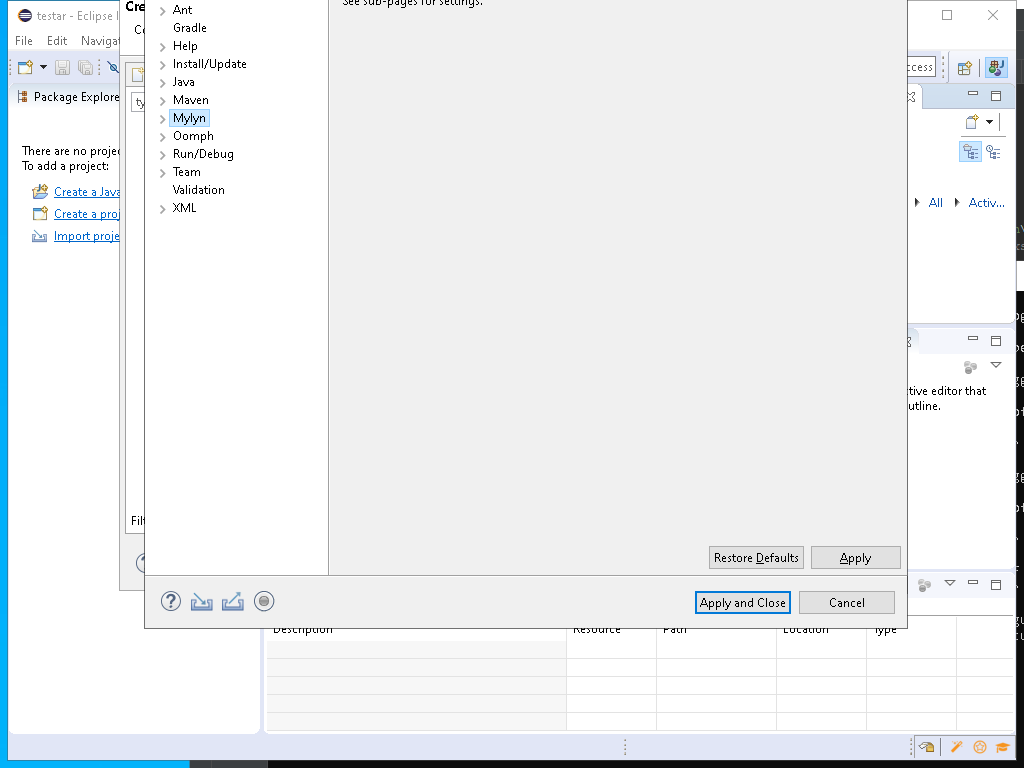 testar - Eclipse I
File Edit Navigat
Package Explore
There are no projec
To add a project:
Create a Java
Create a proj
Import proje
Cre
Filt
Ant
Gradle
Help
Install/Update
Java
Maven
Mylyn
Oomph
Run/Debug
Team
Validation
XML
See sub-pages for settings.
Restore Defaults Apply
Apply and Close Cancel
ccess
All Activ...
tive editor that
utline.
Description Resource Path Location Type